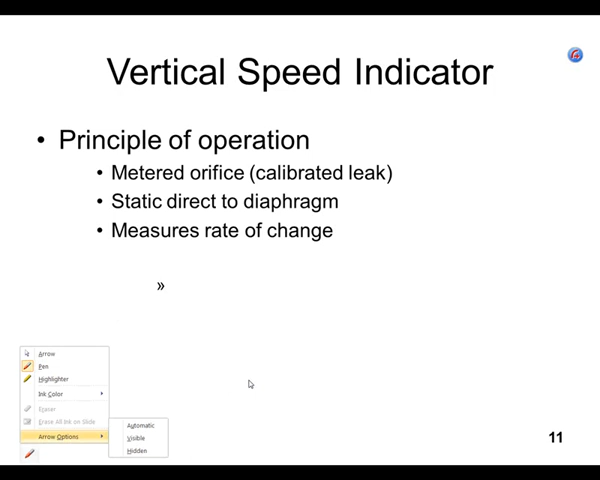 Vertical Speed Indicator
• Principle of operation
• Metered orifice (calibrated leak)
• Static direct to diaphragm
• Measures rate of change
»
Arrow
Pen
Highlighter
Ink Color
Eraser
Erase All Ink on Slide
Arrow Options
Automatic
Visible
Hidden
11